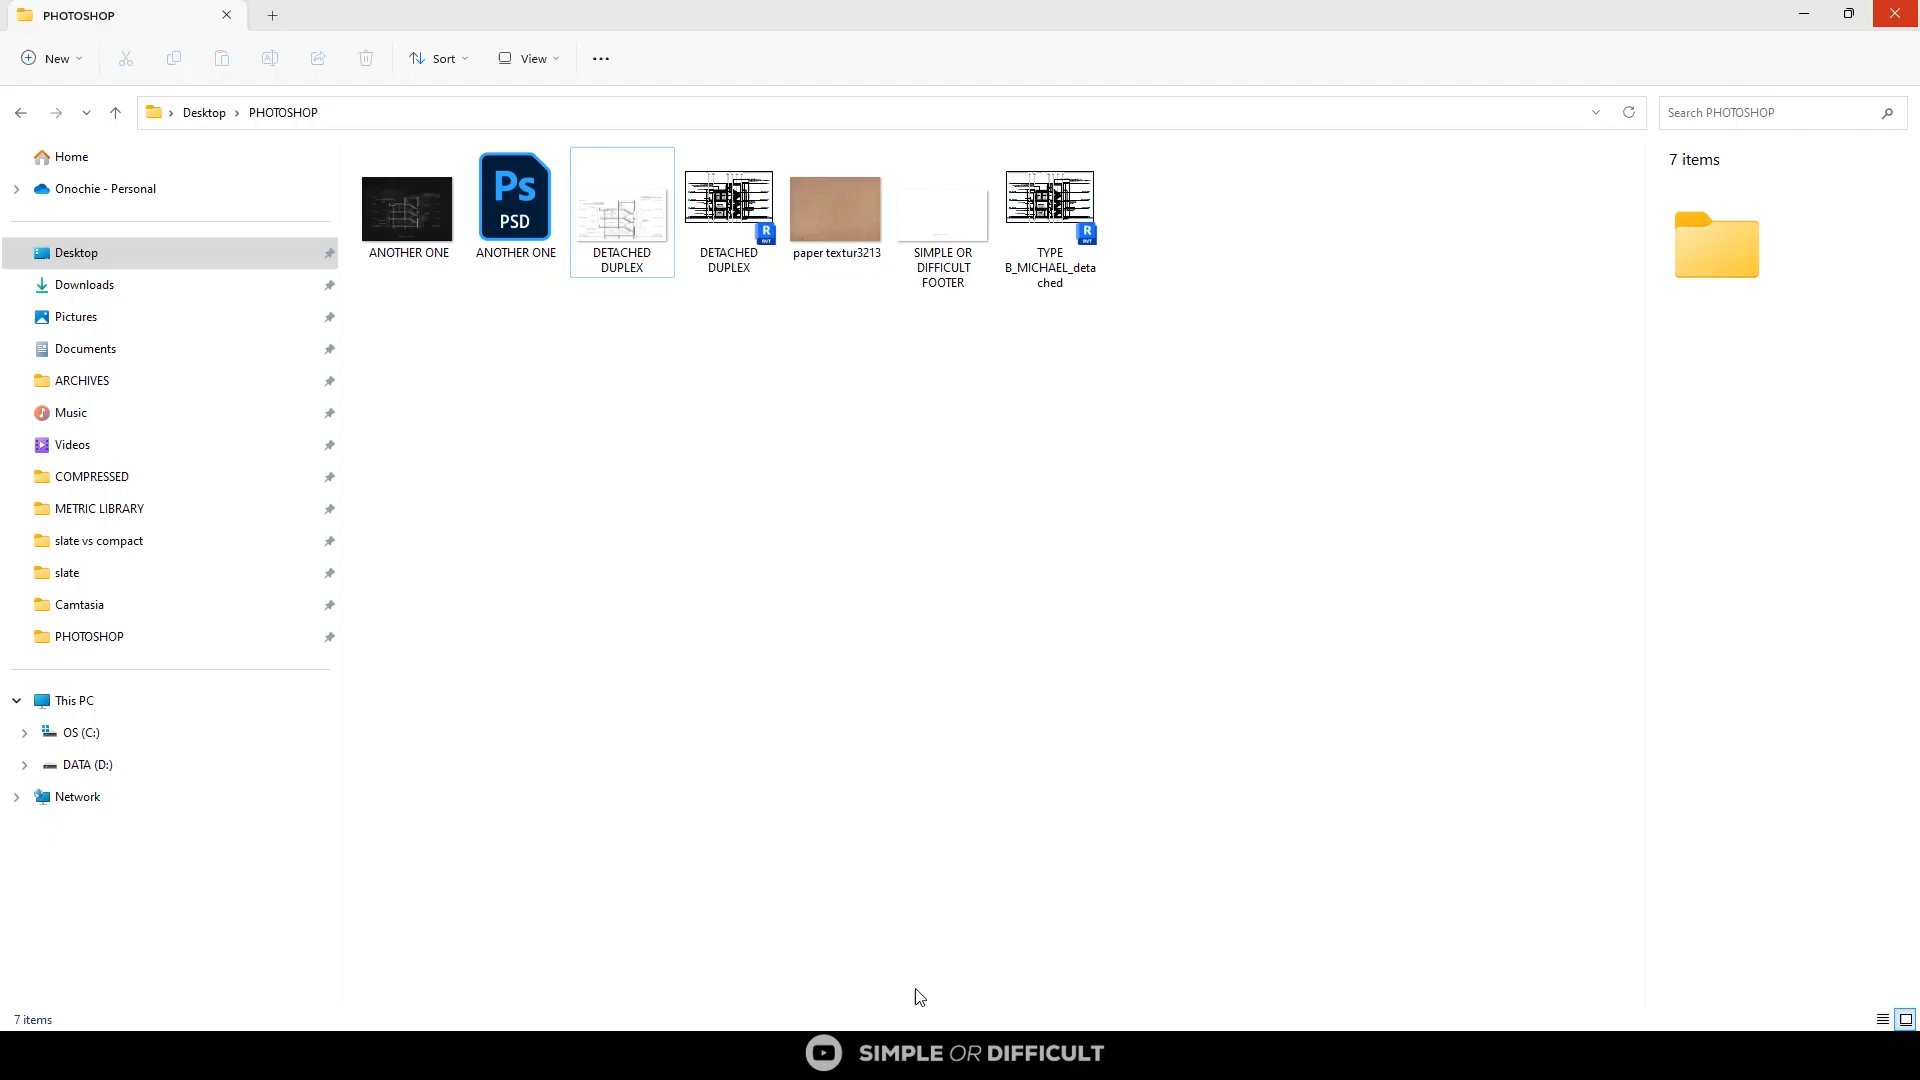 PHOTOSHOP
New
Sort
View
Desktop
PHOTOSHOP
Search PHOTOSHOP
Home
Onochie - Personal
Desktop
Downloads
Pictures
Documents
ARCHIVES
Music
Videos
COMPRESSED
METRIC LIBRARY
slate vs compact
slate
Camtasia
PHOTOSHOP
This PC
OS (C:)
DATA (D:)
Network
ANOTHER ONE
Ps
PSD
ANOTHER ONE
DETACHED
DUPLEX
R
RVT
DETACHED
DUPLEX
paper textur3213
SIMPLE OR
DIFFICULT
FOOTER
R
RVT
TYPE
B_MICHAEL_deta
ched
7 items
7 items
SIMPLE OR DIFFICULT